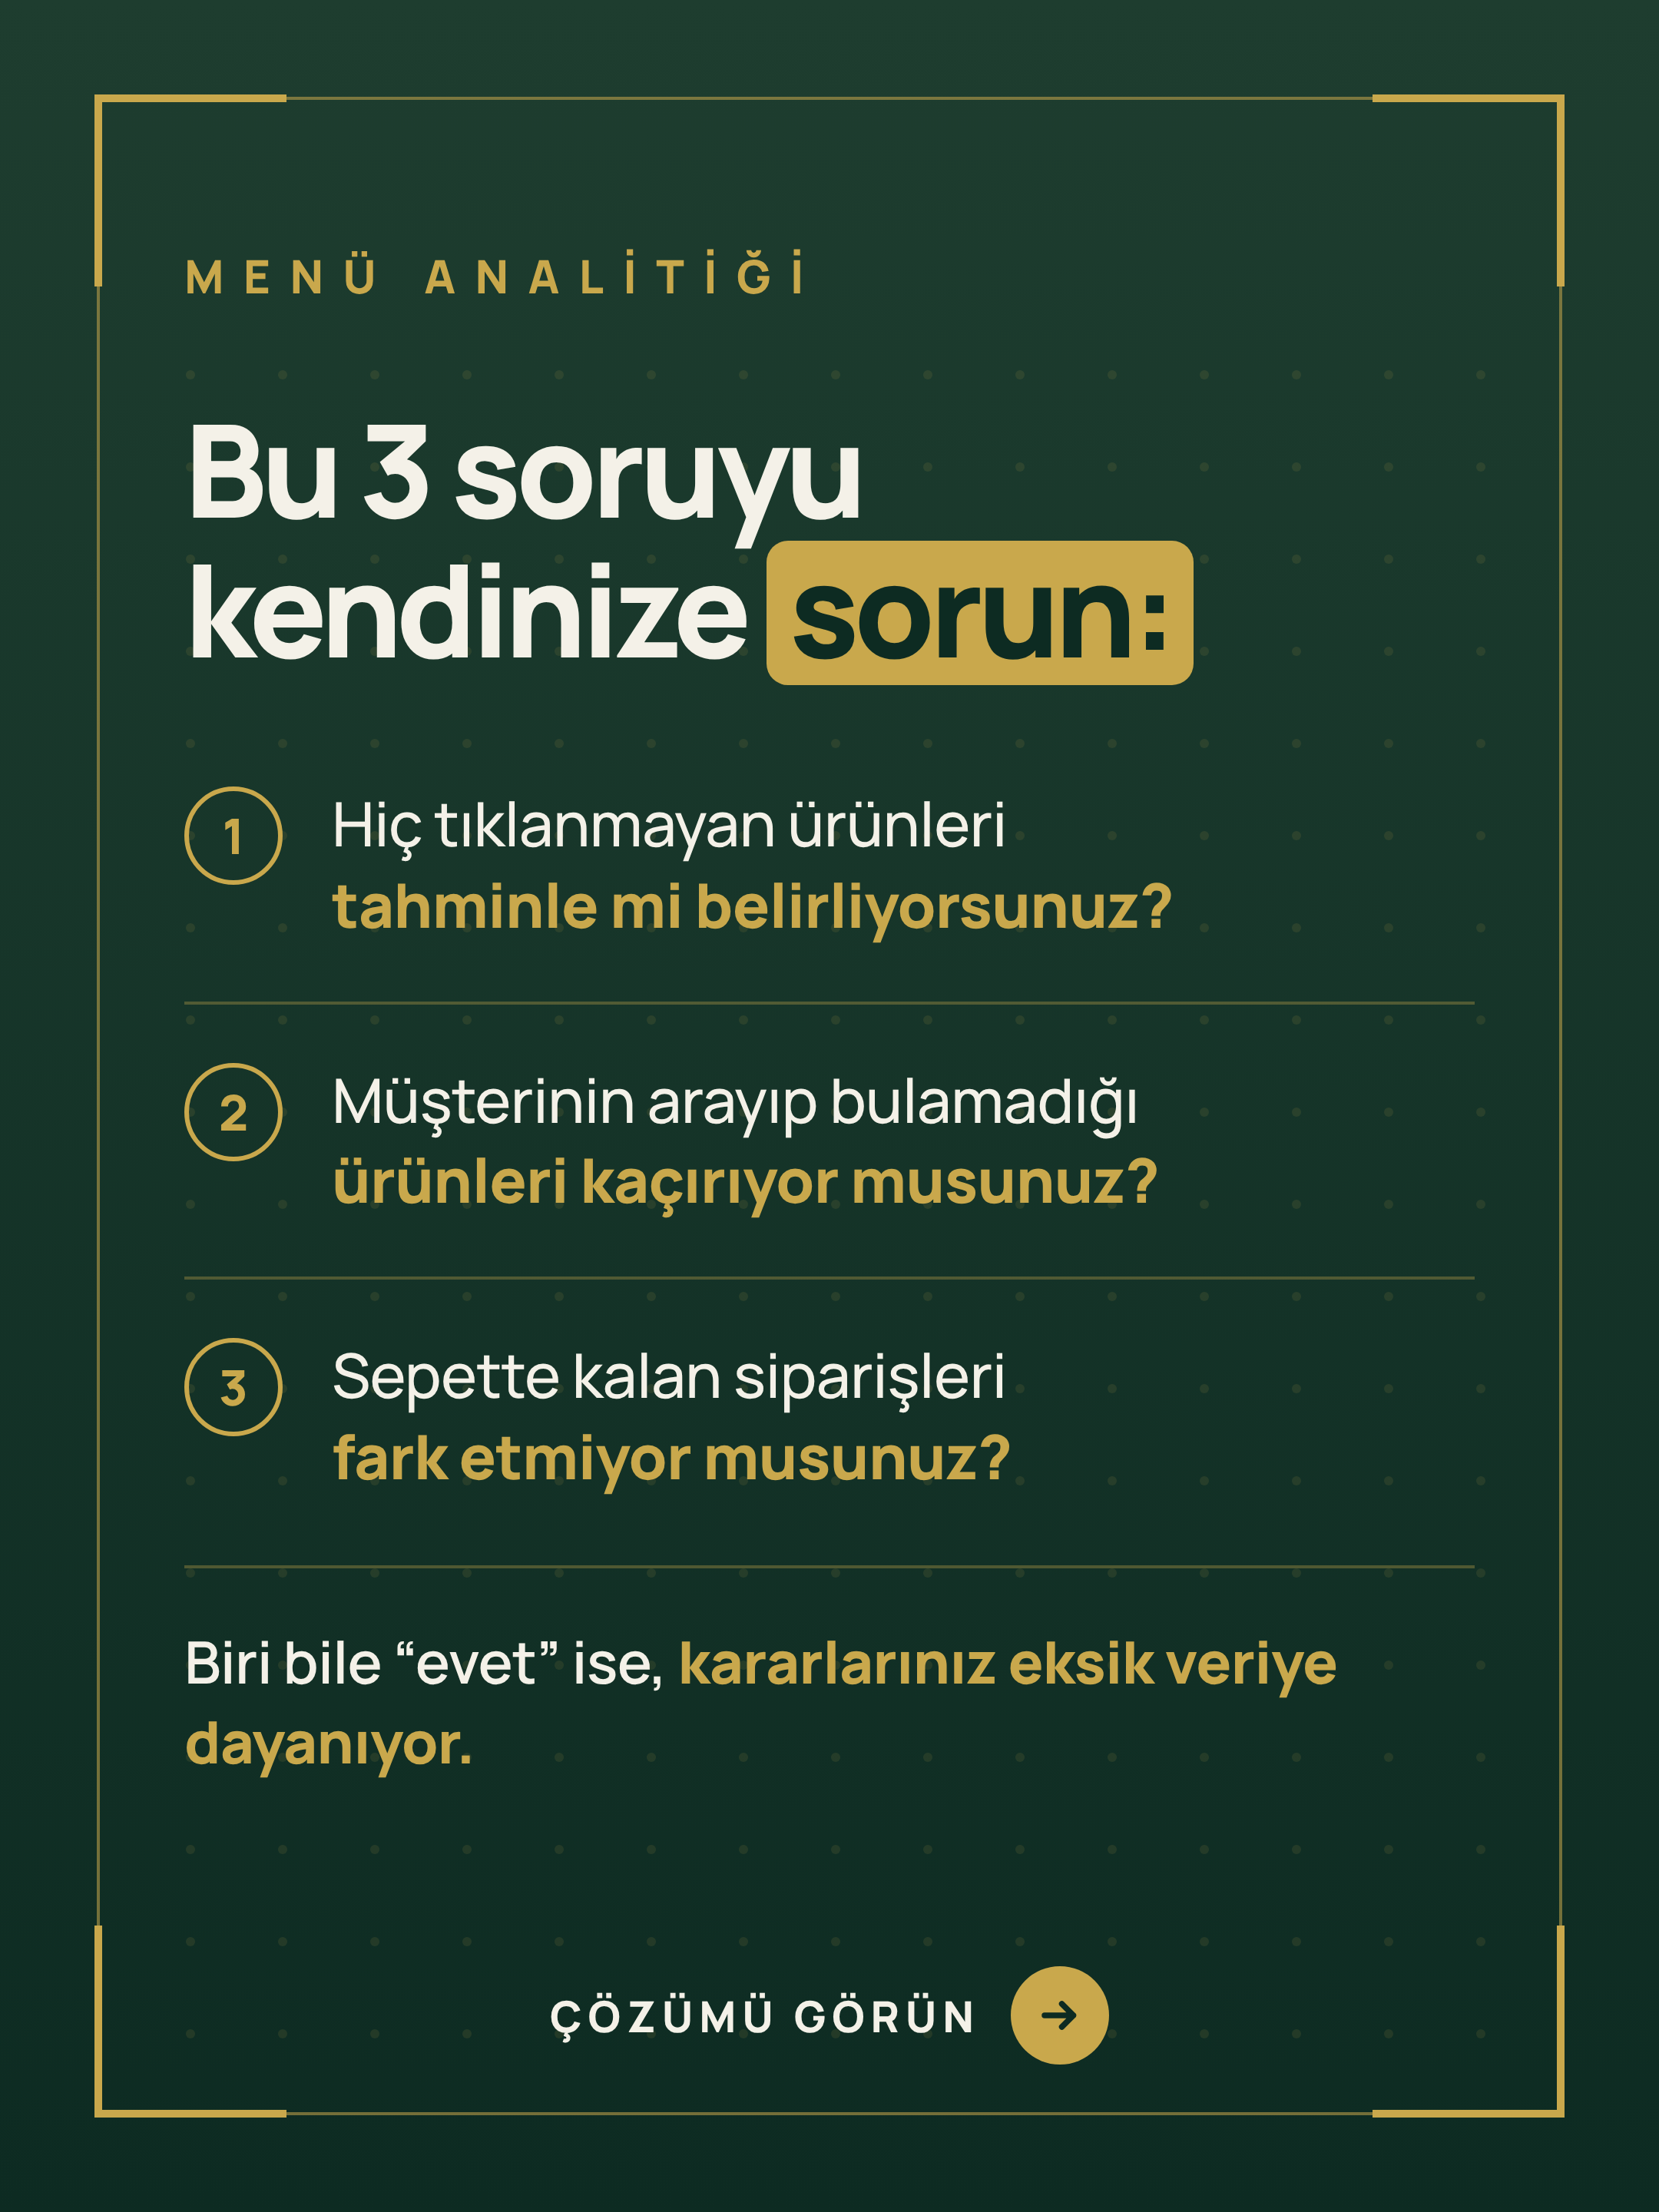 MENÜ ANALİTİĞİ
Bu 3 soruyu
kendinize sorun:
1 Hiç tıklanmayan ürünleri
tahminle mi belirliyorsunuz?
2 Müşterinin arayıp bulamadığı
ürünleri kaçırıyor musunuz?
3 Sepette kalan siparişleri
fark etmiyor musunuz?
Biri bile “evet” ise, kararlarınız eksik veriye
dayanıyor.
ÇÖZÜMÜ GÖRÜN